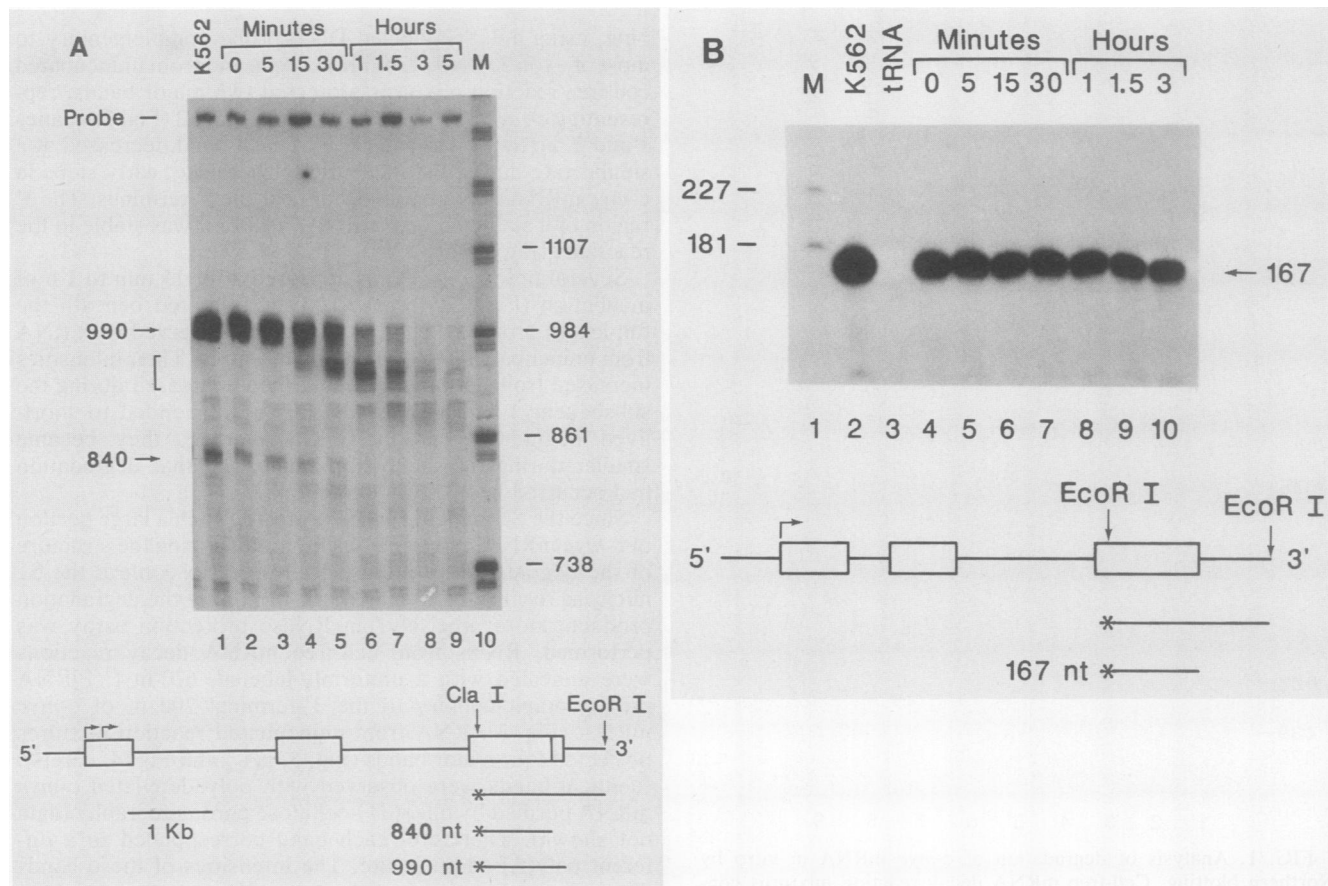 A
K562
Minutes
0 5 15 30
Hours
1 1.5 3 5
M
Probe
1107
990
984
861
840
738
1 2 3 4 5 6 7 8 9 10
Cla I
EcoR I
5'
3'
1 Kb
840 nt
990 nt
B
M
K562
tRNA
Minutes
0 5 15 30
Hours
1 1.5 3
227
181
167
1 2 3 4 5 6 7 8 9 10
EcoR I
EcoR I
5'
3'
167 nt